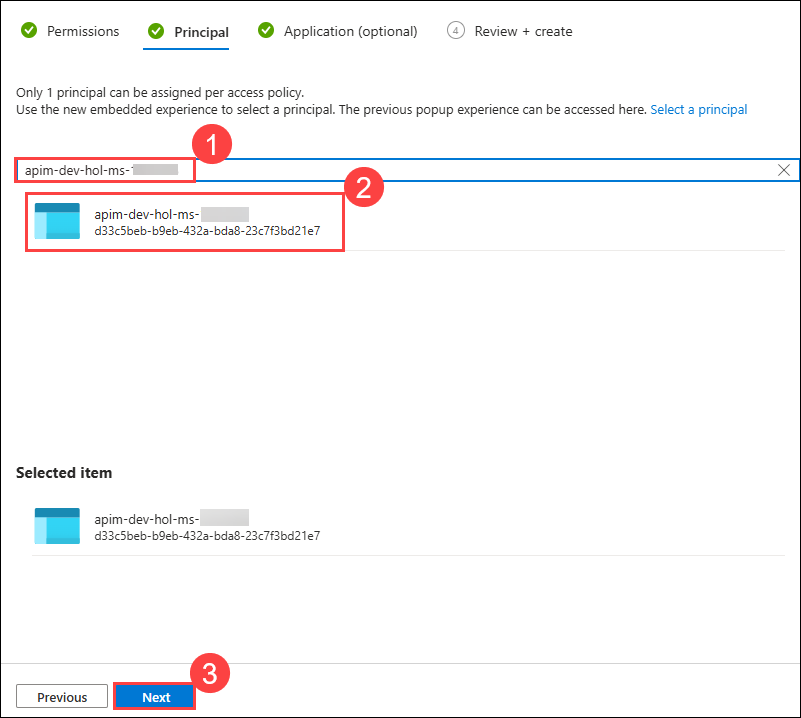 Permissions
Principal
Application (optional)
4
Review + create
Only 1 principal can be assigned per access policy.
Use the new embedded experience to select a principal. The previous popup experience can be accessed here. Select a principal
1
apim-dev-hol-ms-
2
apim-dev-hol-ms-
d33c5beb-b9eb-432a-bda8-23c7f3bd21e7
Selected item
apim-dev-hol-ms-
d33c5beb-b9eb-432a-bda8-23c7f3bd21e7
3
Previous
Next